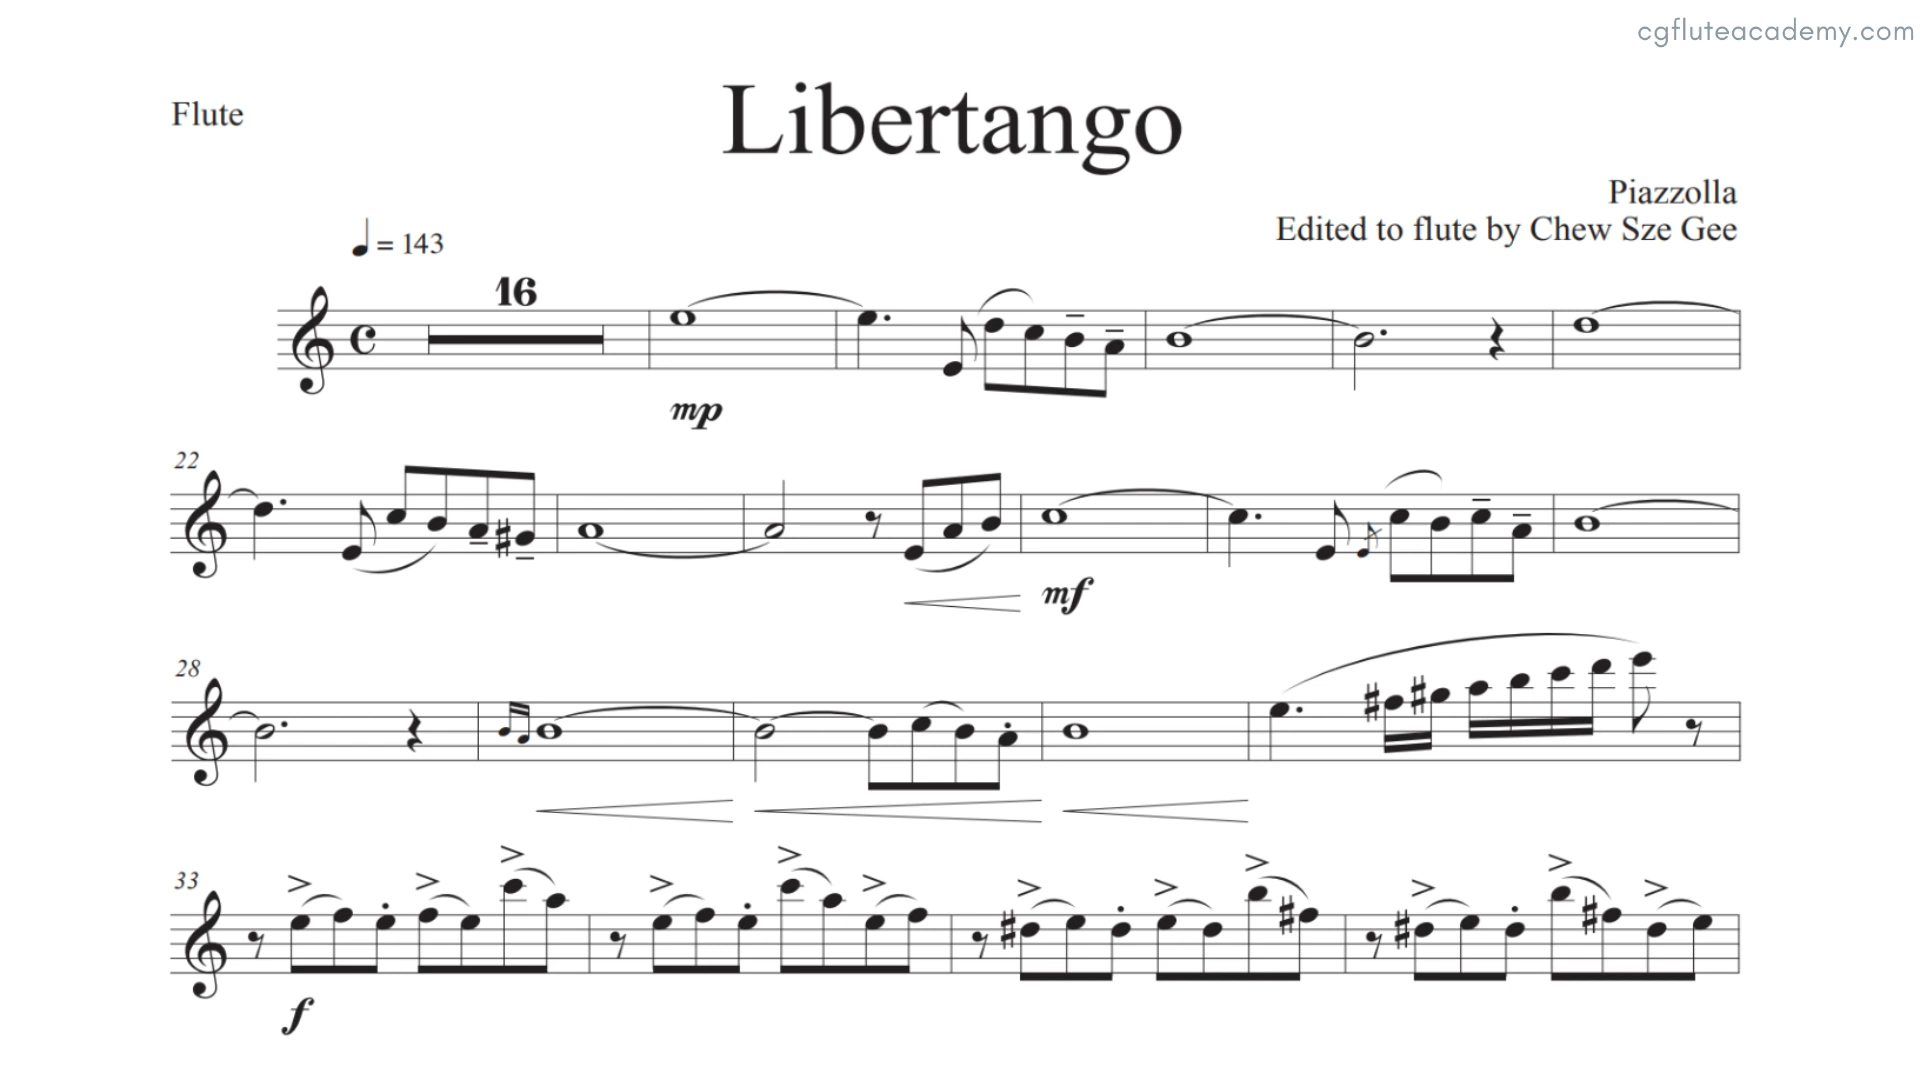 cgfluteacademy.com
Flute
Libertango
Piazzolla
Edited to flute by Chew Sze Gee
= 143
16
mp
22
mf
28
33
f